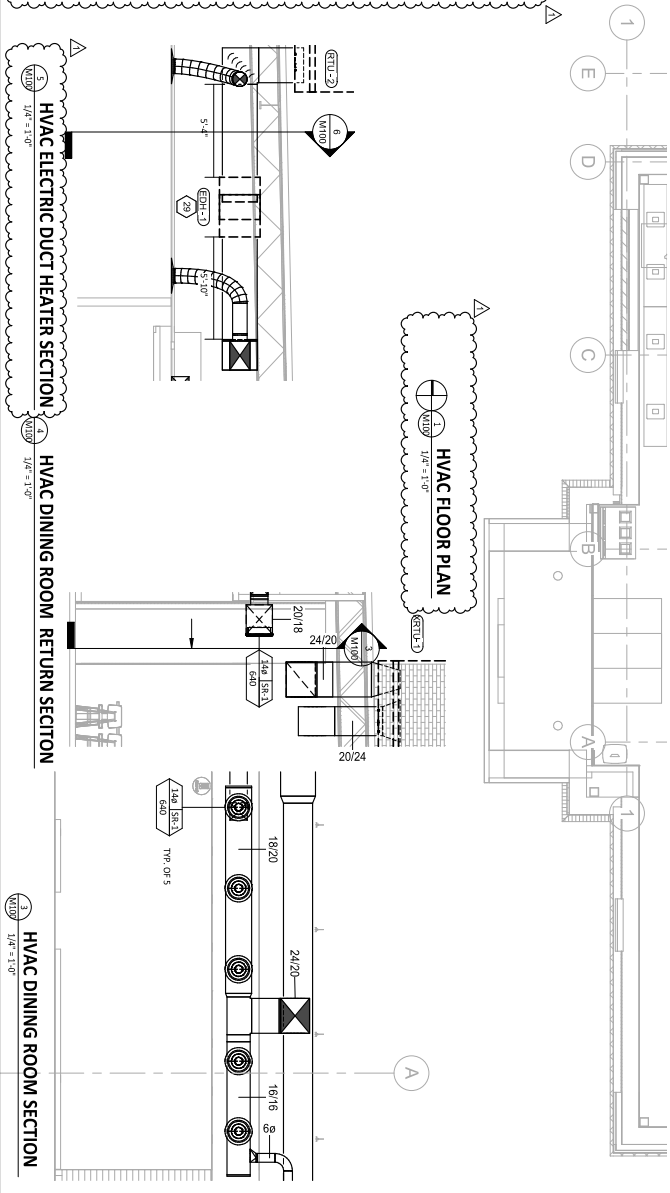 1
E
D
C
B
A
1
1
1
M100
HVAC FLOOR PLAN
1/4" = 1'-0"
1
RTU-2
6
M100
5'-4"
EDH-1
29
5'-10"
1
5
M100
HVAC ELECTRIC DUCT HEATER SECTION
1/4" = 1'-0"
KRTU-1
3
M100
24/20
20/18
14ø SR-1
640
20/24
4
M100
HVAC DINING ROOM RETURN SECITON
1/4" = 1'-0"
A
24/20
18/20
16/16
6ø
14ø SR-1
640
TYP. OF 5
3
M100
HVAC DINING ROOM SECTION
1/4" = 1'-0"